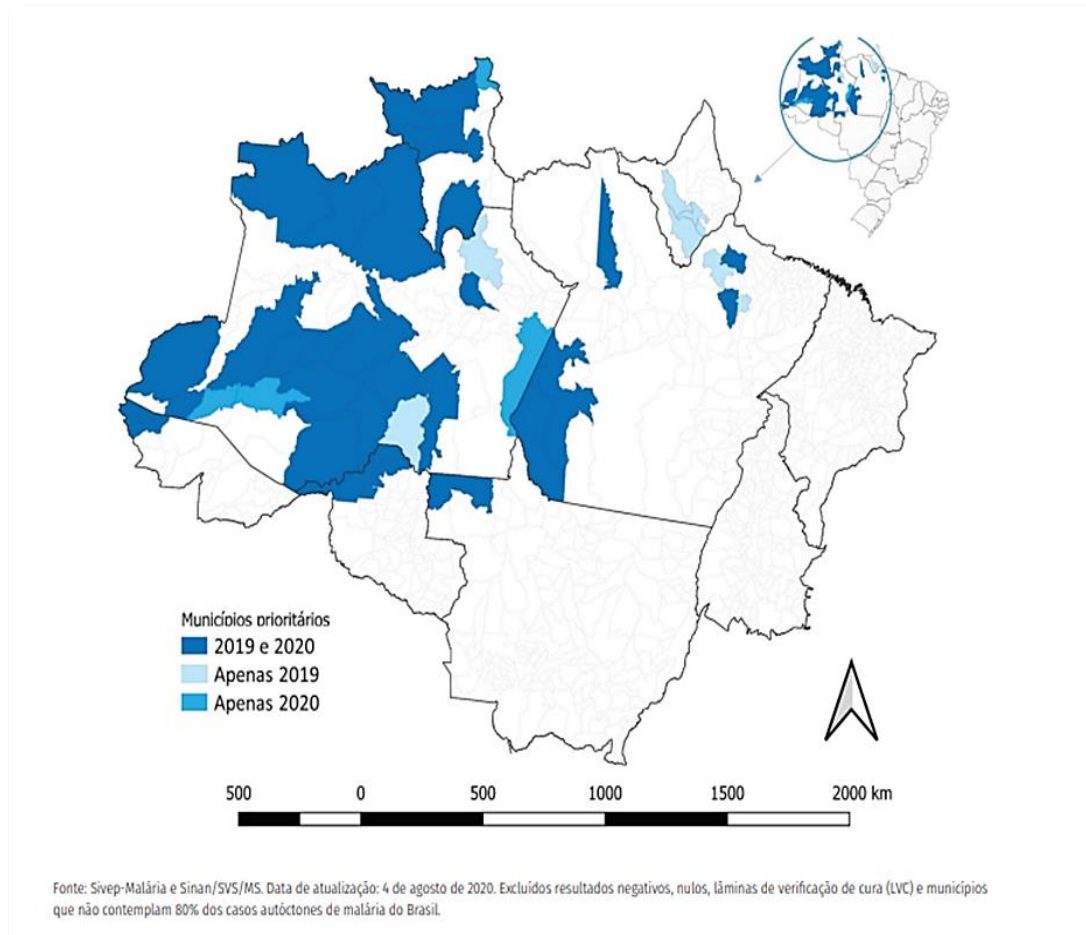 Municípios prioritários
2019 e 2020
Apenas 2019
Apenas 2020
500 0 500 1000 1500 2000 km
Fonte: Sivep-Malária e Sinan/SVS/MS. Data de atualização: 4 de agosto de 2020. Excluídos resultados negativos, nulos, lâminas de verificação de cura (LVC) e municípios
que não contemplam 80% dos casos autóctones de malária do Brasil.